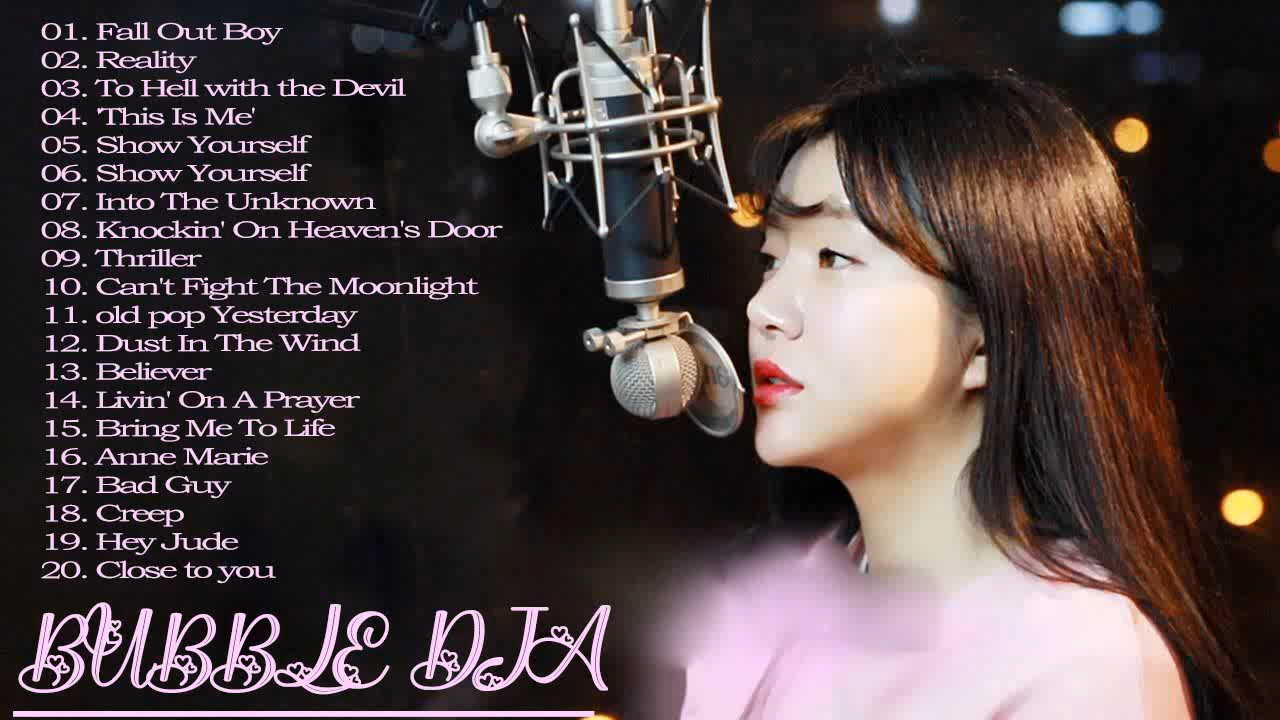 01. Fall Out Boy
02. Reality
03. To Hell with the Devil
04. 'This Is Me'
05. Show Yourself
06. Show Yourself
07. Into The Unknown
08. Knockin' On Heaven's Door
09. Thriller
10. Can't Fight The Moonlight
11. old pop Yesterday
12. Dust In The Wind
13. Believer
14. Livin' On A Prayer
15. Bring Me To Life
16. Anne Marie
17. Bad Guy
18. Creep
19. Hey Jude
20. Close to you
BUBBLE DJA